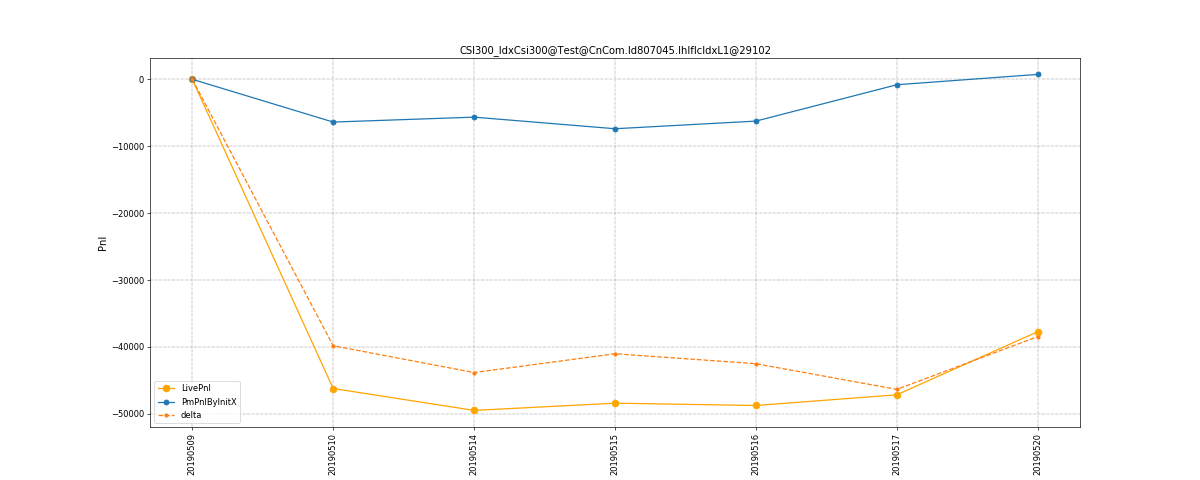 CSI300_IdxCsi300@Test@CnCom.Id807045.IhIfIcIdxL1@29102
0
−10000
−20000
−30000
−40000
−50000
Pnl
LivePnl
PmPnlByInitX
delta
20190509
20190510
20190514
20190515
20190516
20190517
20190520